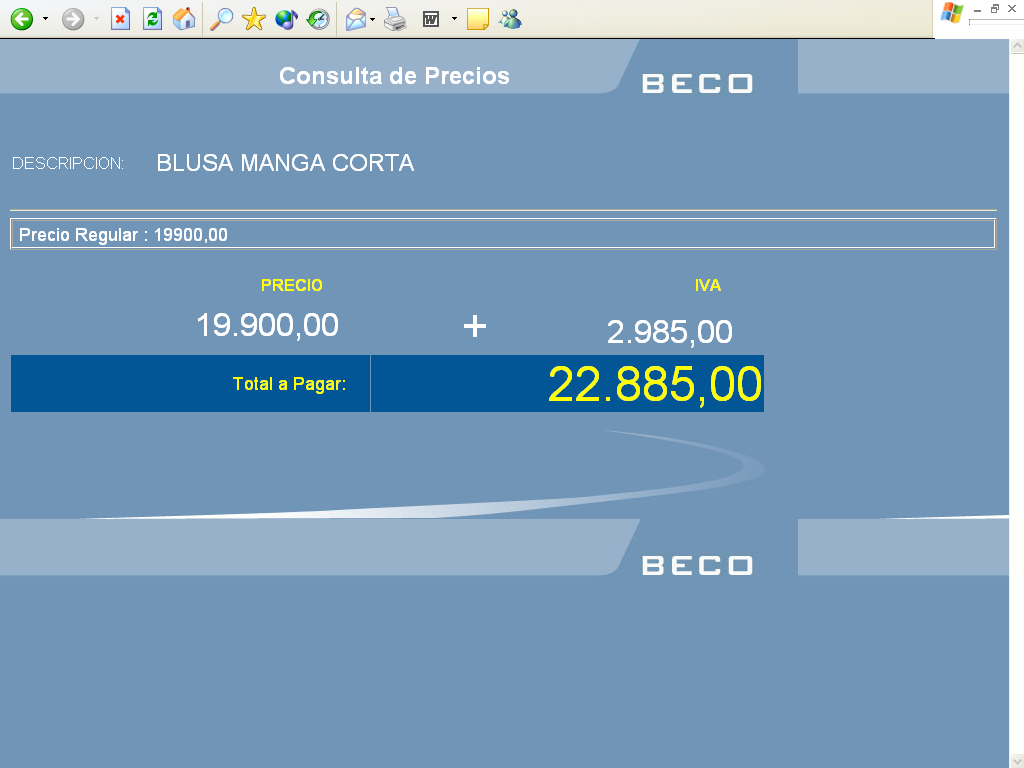 Consulta de Precios
BECO
DESCRIPCION: BLUSA MANGA CORTA
Precio Regular : 19900,00
PRECIO IVA
19.900,00 + 2.985,00
Total a Pagar: 22.885,00
BECO